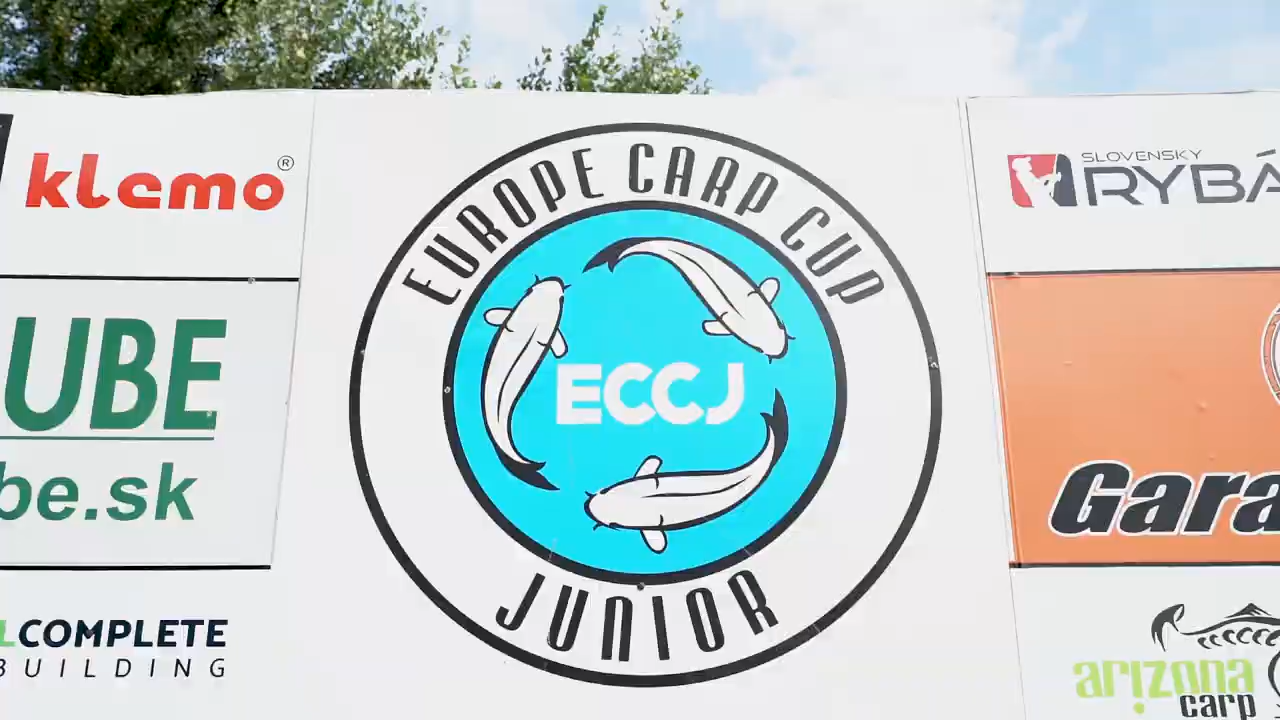 klemo®
UBE
be.sk
COMPLETE
BUILDING
EUROPE CARP CUP
ECCJ
JUNIOR
SLOVENSKY
RYBÁ
Gara
arizona
carp